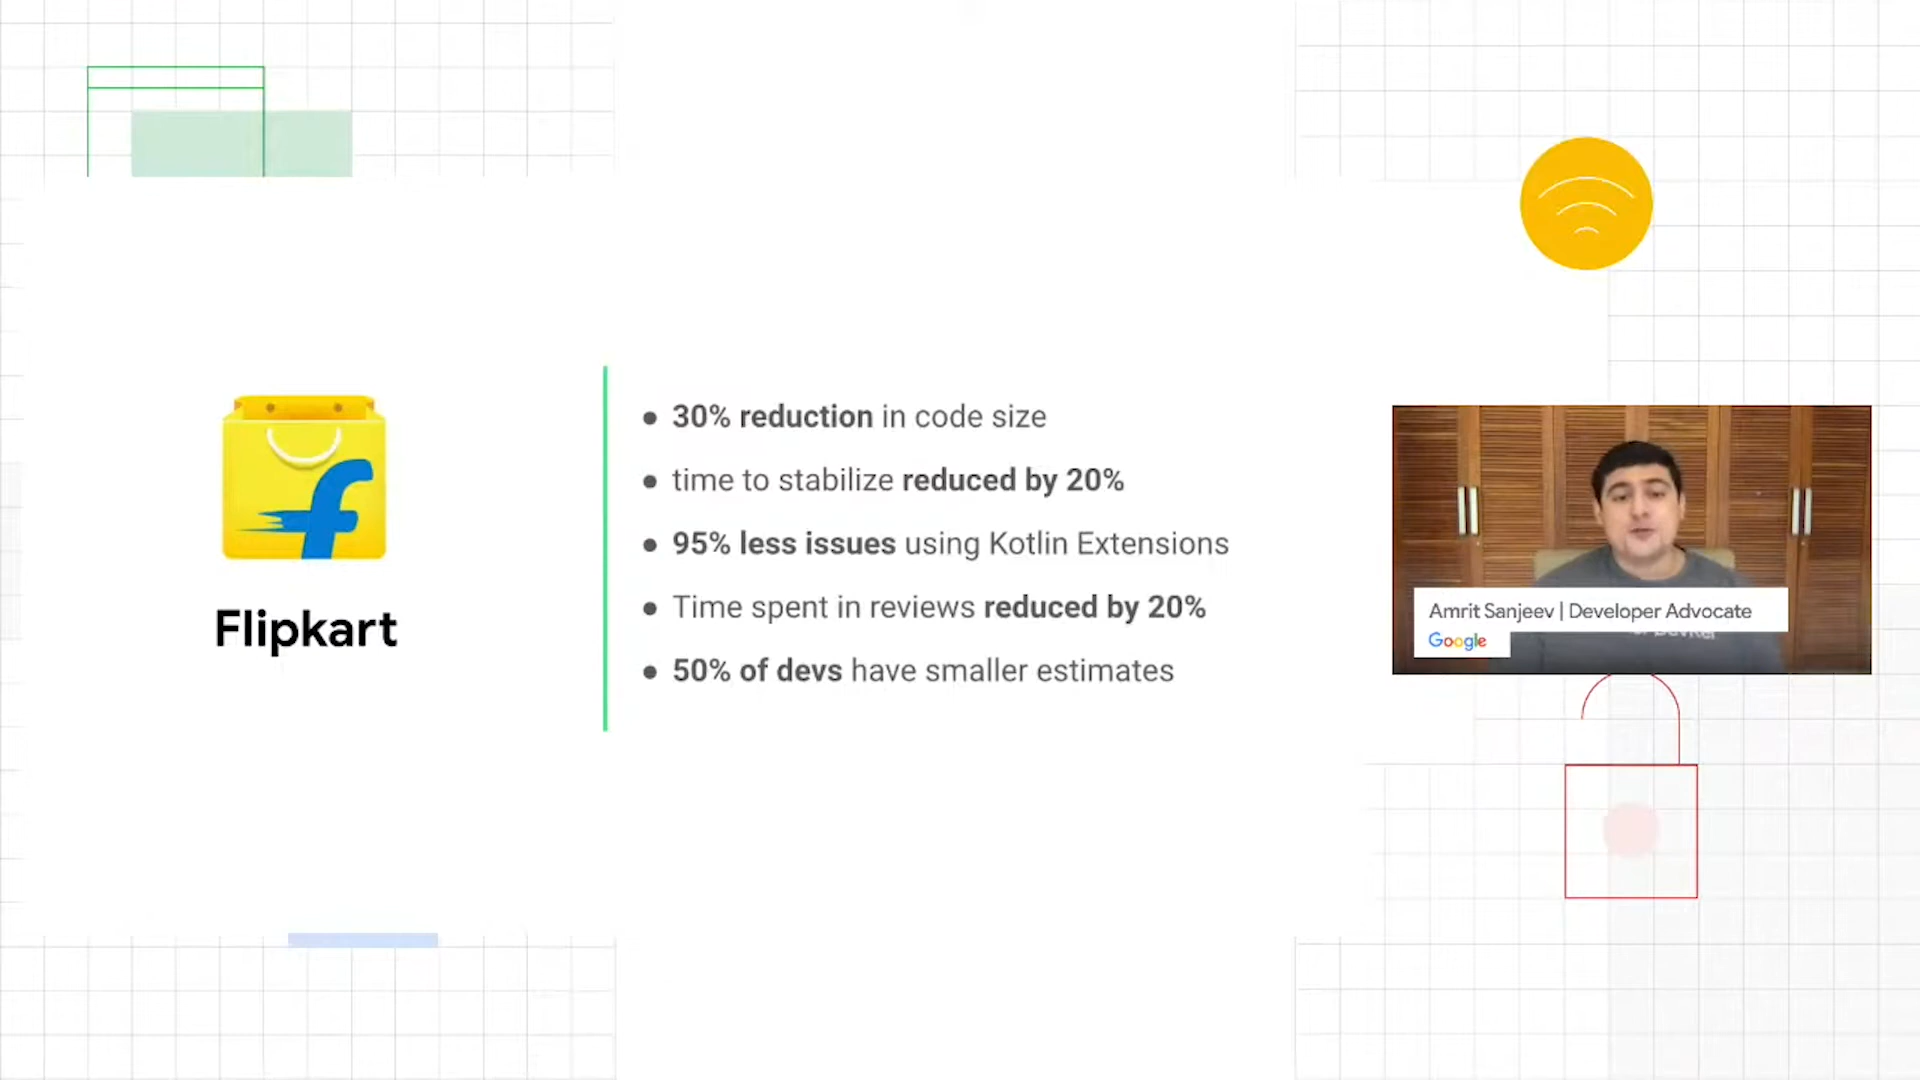 Flipkart
30% reduction in code size
time to stabilize reduced by 20%
95% less issues using Kotlin Extensions
Time spent in reviews reduced by 20%
50% of devs have smaller estimates
Amrit Sanjeev | Developer Advocate
Google